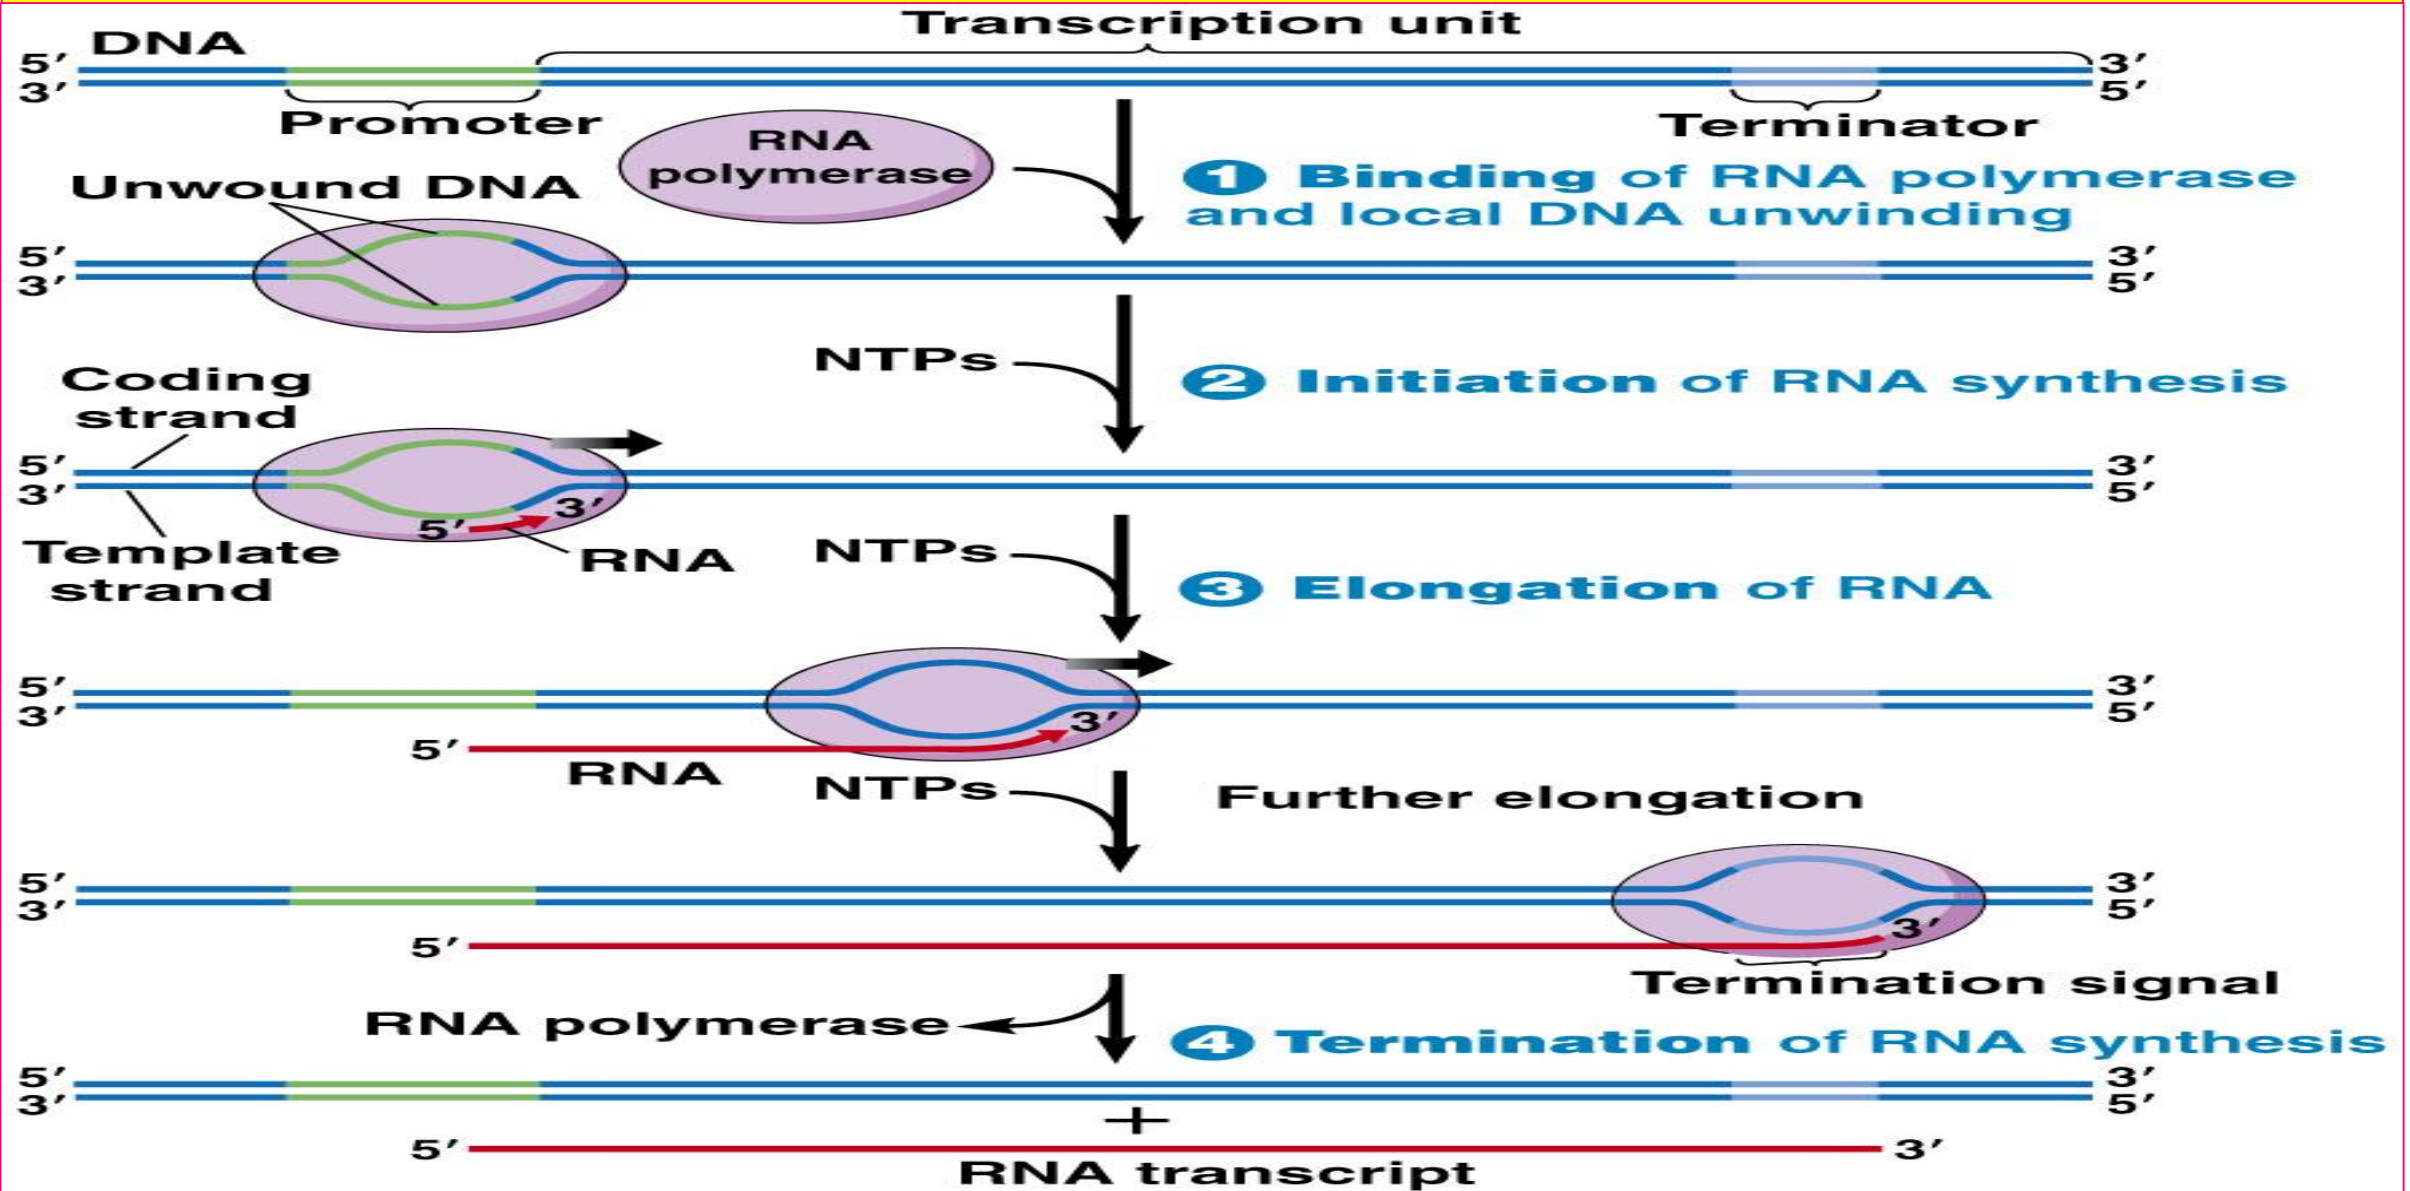 Transcription unit
DNA
5′
3′
3′
5′
Promoter
Terminator
RNA
polymerase
1 Binding of RNA polymerase
and local DNA unwinding
Unwound DNA
5′
3′
3′
5′
NTPs
2 Initiation of RNA synthesis
Coding
strand
5′
3′
3′
5′
5′
3′
Template
strand
RNA
NTPs
3 Elongation of RNA
5′
3′
3′
5′
3′
5′
RNA
NTPs
Further elongation
5′
3′
3′
5′
3′
5′
Termination signal
RNA polymerase
4 Termination of RNA synthesis
5′
3′
3′
5′
+
5′
3′
RNA transcript